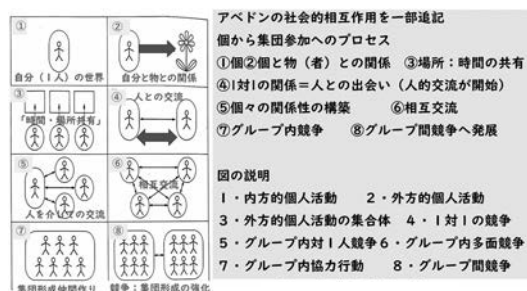 ①
自分（1人）の世界
②
自分と物との関係
③
「時間・場所共有」
④ 人との交流
⑤
人を介しての交流
⑥
相互交流
⑦
集団形成仲間作り
⑧
競争：集団形成の強化
アベドンの社会的相互作用を一部追記
個から集団参加へのプロセス
①個②個と物（者）との関係 ③場所：時間の共有
④1対1の関係＝人との出会い（人的交流が開始）
⑤個々の関係性の構築 ⑥相互交流
⑦グループ内競争 ⑧グループ間競争へ発展
図の説明
1・内方的個人活動 2・外方的個人活動
3・外方的個人活動の集合体 4・1対1の競争
5・グループ内対1人競争 6・グループ内多面競争
7・グループ内協力行動 8・グループ間競争